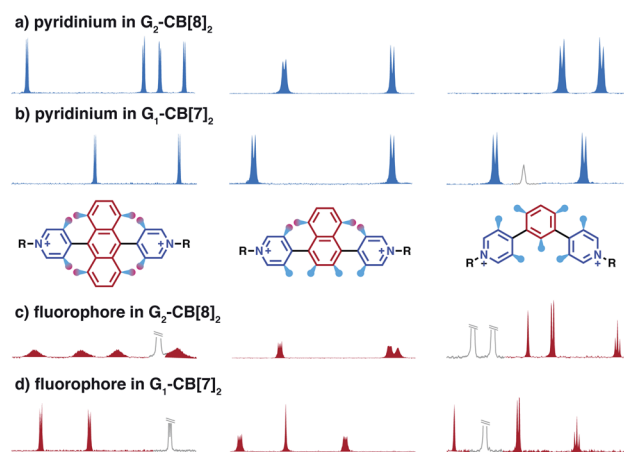 a) pyridinium in G₂-CB[8]₂
b) pyridinium in G₁-CB[7]₂
R-N+ N+-R
R-N+ N+-R
R N+ N+ R
c) fluorophore in G₂-CB[8]₂
d) fluorophore in G₁-CB[7]₂